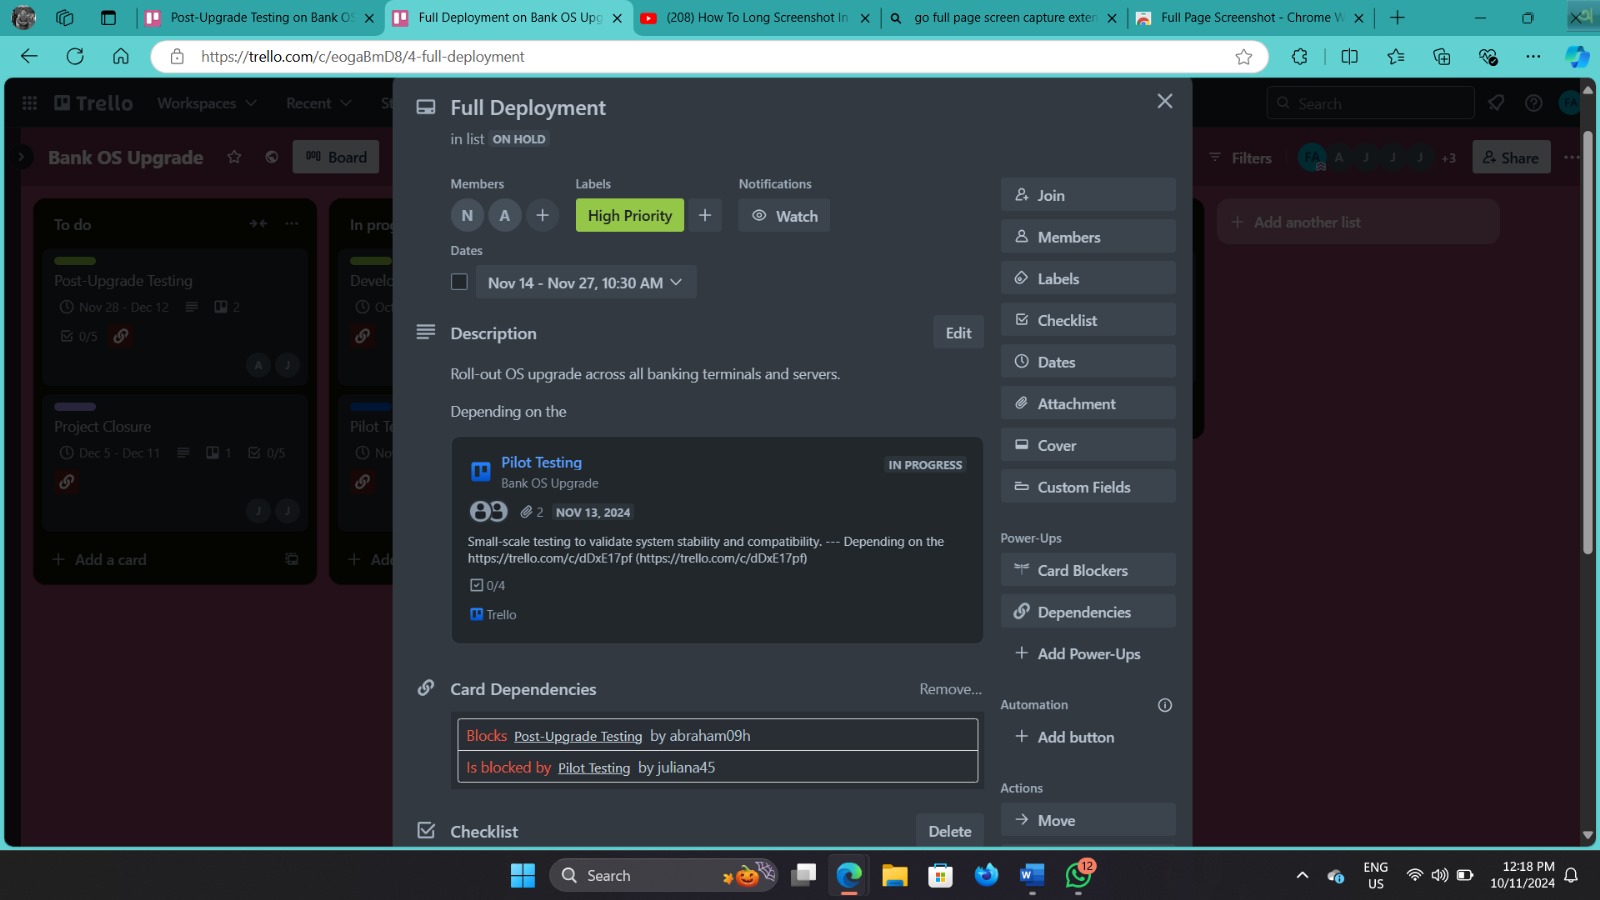 Post-Upgrade Testing on Bank OS
Full Deployment on Bank OS Upg
(208) How To Long Screenshot In
go full page screen capture exten
Full Page Screenshot - Chrome W
https://trello.com/c/eogaBmD8/4-full-deployment
Trello
Workspaces
Recent
St
Search
FA
Bank OS Upgrade
Board
Filters
FA
A
J
J
J
+3
Share
To do
Post-Upgrade Testing
Nov 28 - Dec 12
2
0/5
A
J
Project Closure
Dec 5 - Dec 11
1
0/5
J
J
+ Add a card
In prog
Develo
Oct
Pilot Te
No
+ Add
+ Add another list
Full Deployment
in list ON HOLD
Members
Labels
Notifications
N
A
+
High Priority
+
Watch
Dates
Nov 14 - Nov 27, 10:30 AM
Description
Edit
Roll-out OS upgrade across all banking terminals and servers.
Depending on the
Pilot Testing
IN PROGRESS
Bank OS Upgrade
2
NOV 13, 2024
Small-scale testing to validate system stability and compatibility. --- Depending on the
https://trello.com/c/dDxE17pf (https://trello.com/c/dDxE17pf)
0/4
Trello
Card Dependencies
Remove...
Blocks Post-Upgrade Testing by abraham09h
Is blocked by Pilot Testing by juliana45
Checklist
Delete
Join
Members
Labels
Checklist
Dates
Attachment
Cover
Custom Fields
Power-Ups
Card Blockers
Dependencies
+ Add Power-Ups
Automation
+ Add button
Actions
Move
Search
12
ENG
US
12:18 PM
10/11/2024